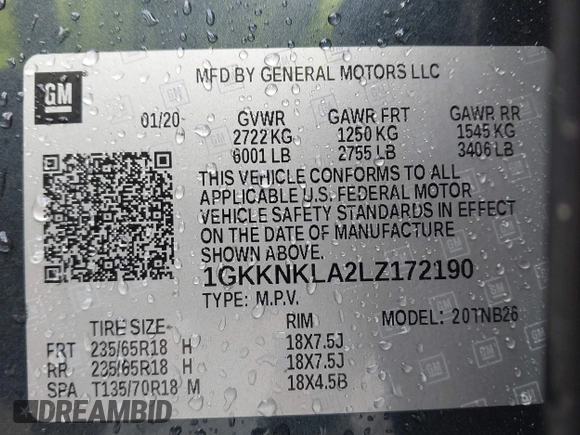 GM
MFD BY GENERAL MOTORS LLC
01/20 GVWR GAWR FRT GAWR RR
2722 KG 1250 KG 1545 KG
6001 LB 2755 LB 3406 LB
THIS VEHICLE CONFORMS TO ALL
APPLICABLE U.S. FEDERAL MOTOR
VEHICLE SAFETY STANDARDS IN EFFECT
ON THE DATE OF MANUFACTURE
SHOWN ABOVE.
1GKKNKLA2LZ172190
TYPE: M.P.V. MODEL: 20TNB26
TIRE SIZE RIM
FRT 235/65R18 H 18X7.5J
RR 235/65R18 H 18X7.5J
SPA T135/70R18 M 18X4.5B
DREAMBID